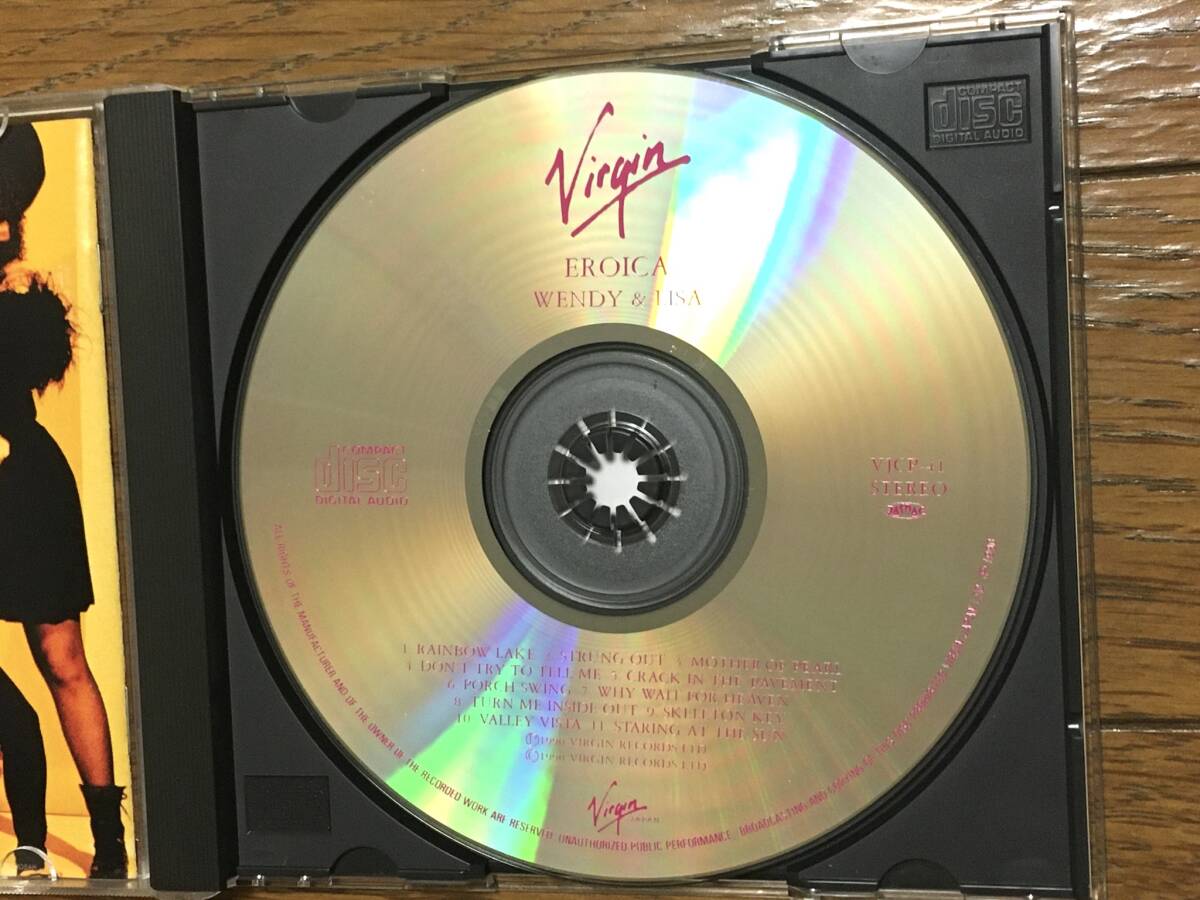 Virgin
EROICA
WENDY & LISA
COMPACT
disc
DIGITAL AUDIO
COMPACT
disc
DIGITAL AUDIO
VJCP-41
STEREO
JASRAC
1. RAINBOW LAKE 2. STRUNG OUT 3. MOTHER OF PEARL
4. DON'T TRY TO TELL ME 5. CRACK IN THE PAVEMENT
6. PORCH SWING 7. WHY WAIT FOR HEAVEN
8. TURN ME INSIDE OUT 9. SKELETON KEY
10. VALLEY VISTA 11. STARING AT THE SUN
Ⓟ1990 VIRGIN RECORDS LTD.
©1990 VIRGIN RECORDS LTD.
Virgin
JAPAN
ALL RIGHTS OF THE MANUFACTURER AND OF THE OWNER OF THE RECORDED WORK ARE RESERVED. UNAUTHORIZED PUBLIC PERFORMANCE, BROADCASTING AND COPYING OF THIS